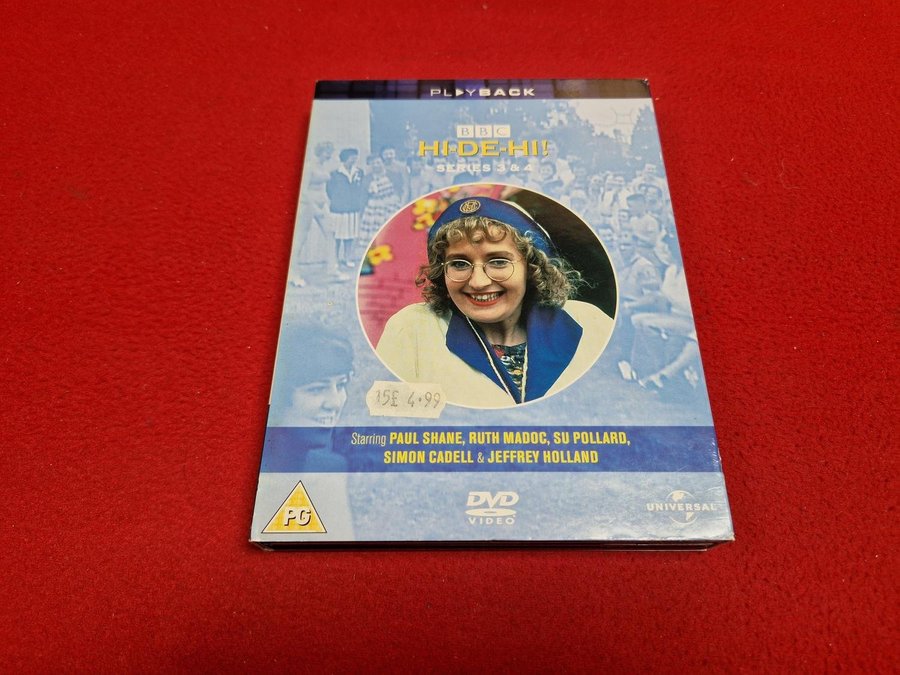 PLAYBACK
BBC
HI-DE-HI!
SERIES 3 & 4
15£ 4.99
Starring PAUL SHANE, RUTH MADOC, SU POLLARD,
SIMON CADELL & JEFFREY HOLLAND
PG
DVD
VIDEO
UNIVERSAL